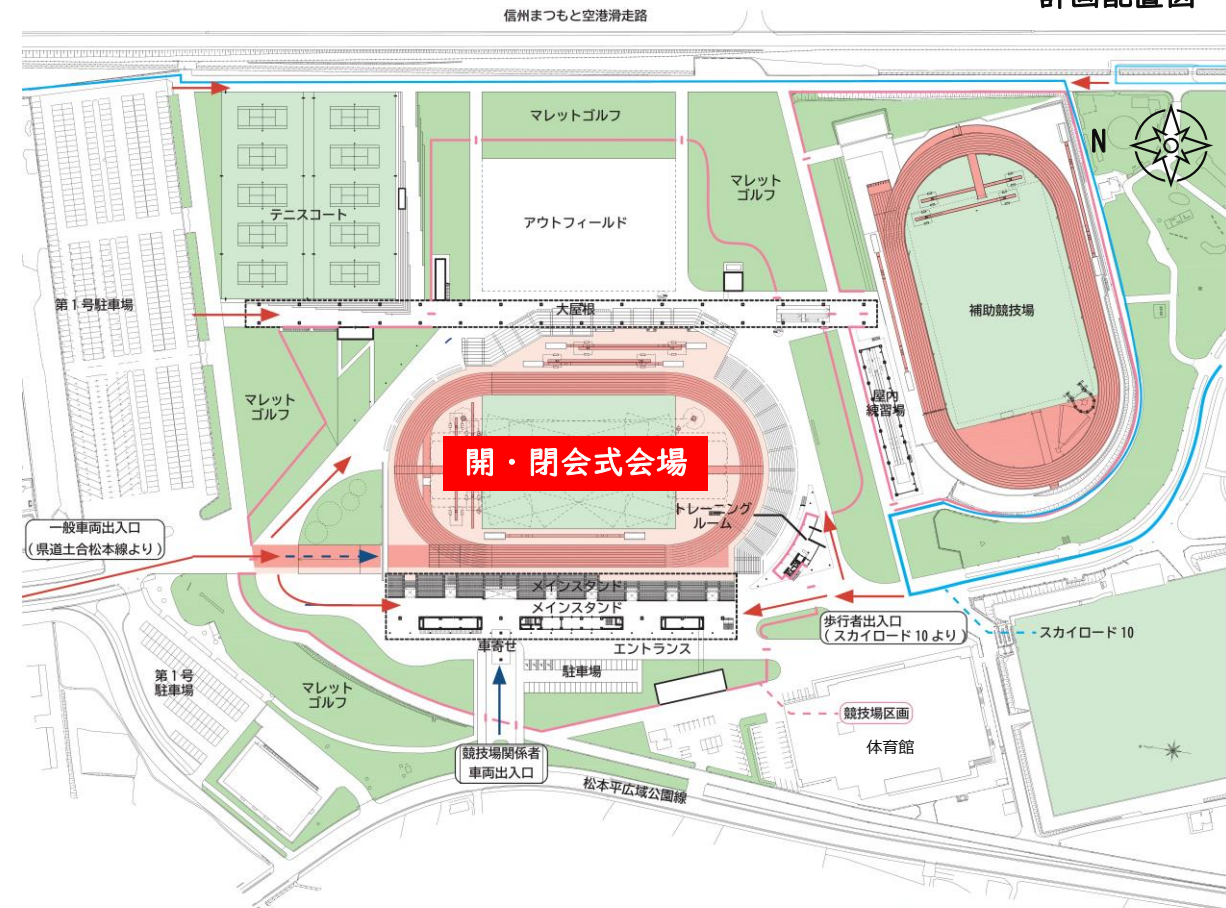 計画配置図
信州まつもと空港滑走路
マレットゴルフ
N
マレット
ゴルフ
テニスコート
アウトフィールド
第1号駐車場
大屋根
補助競技場
マレット
ゴルフ
屋内
練習場
開・閉会式会場
トレーニング
ルーム
一般車両出入口
(県道土合松本線より)
メインスタンド
メインスタンド
歩行者出入口
(スカイロード10より)
スカイロード10
車寄せ
エントランス
駐車場
第1号
駐車場
マレット
ゴルフ
競技場区画
体育館
競技場関係者
車両出入口
松本平広域公園線